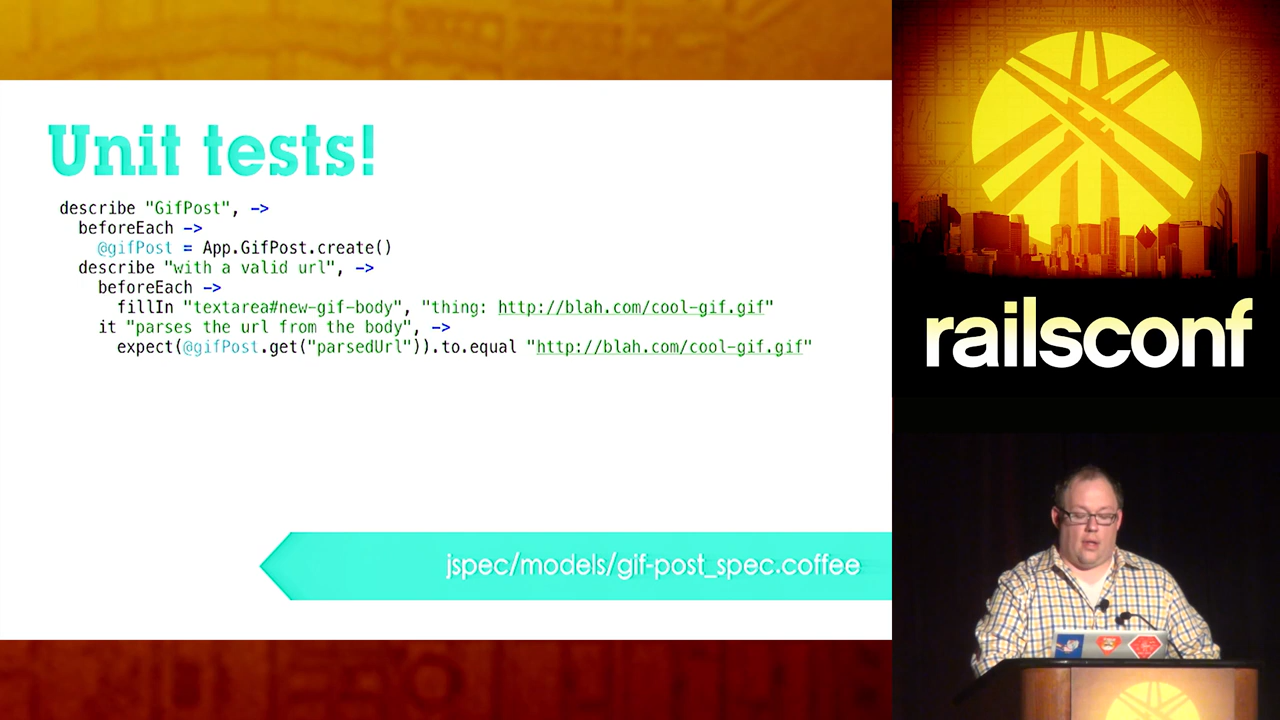 Unit tests!
describe "GifPost", ->
beforeEach ->
@gifPost = App.GifPost.create()
describe "with a valid url", ->
beforeEach ->
fillIn "textarea#new-gif-body", "thing: http://blah.com/cool-gif.gif"
it "parses the url from the body", ->
expect(@gifPost.get("parsedUrl")).to.equal "http://blah.com/cool-gif.gif"
jspec/models/gif-post_spec.coffee
railsconf